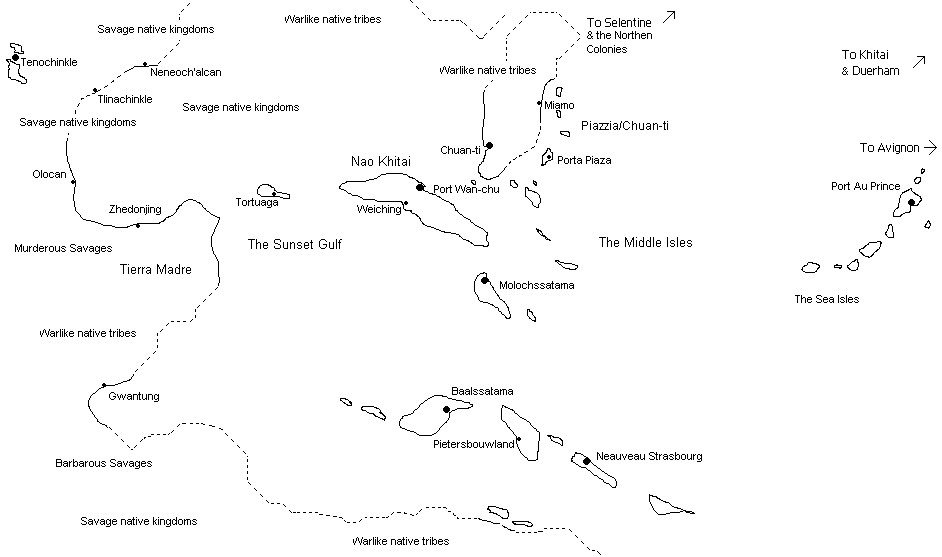 Savage native kingdoms
Warlike native tribes
To Selentine
& the Northen
Colonies
To Khitai
& Duerham
Tenochinkle
Neneoch'alcan
Warlike native tribes
Tlinachinkle
Savage native kingdoms
Miamo
Savage native kingdoms
Piazzia/Chuan-ti
Chuan-ti
To Avignon
Nao Khitai
Porta Piaza
Olocan
Port Wan-chu
Port Au Prince
Tortuaga
Weiching
Zhedonjing
Murderous Savages
The Sunset Gulf
The Middle Isles
Tierra Madre
Molochssatama
The Sea Isles
Warlike native tribes
Gwantung
Baalssatama
Pietersbouwland
Neauveau Strasbourg
Barbarous Savages
Savage native kingdoms
Warlike native tribes